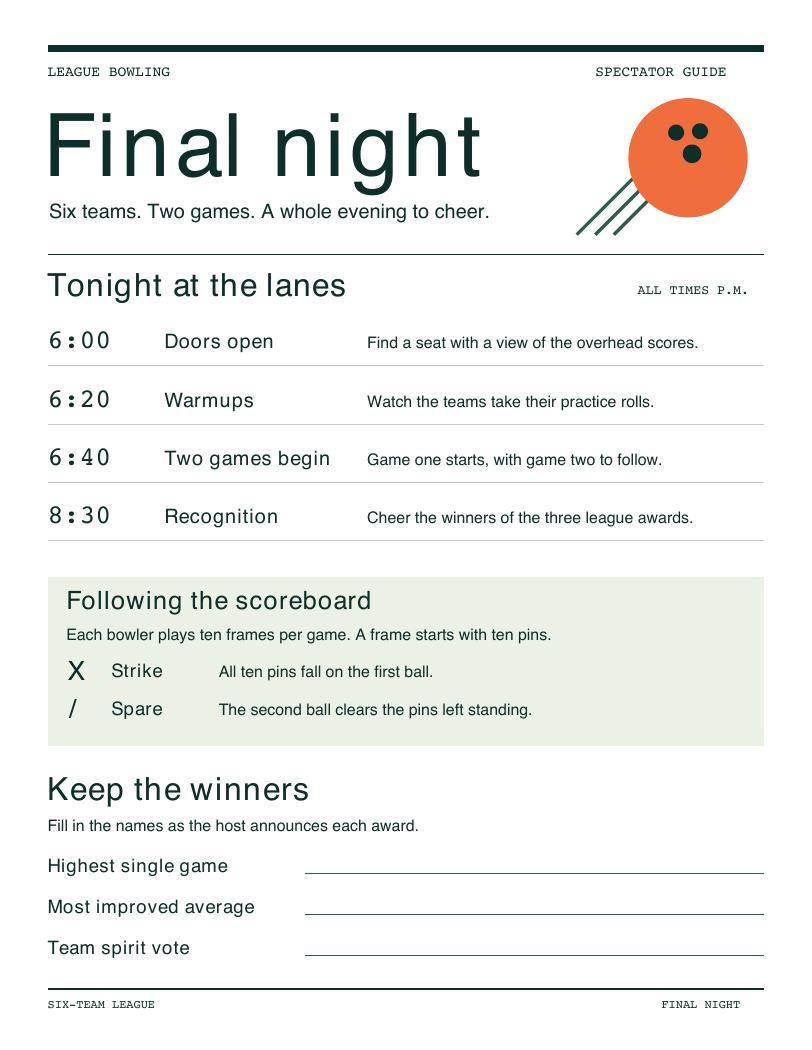 LEAGUE BOWLING
SPECTATOR GUIDE
Final night
Six teams. Two games. A whole evening to cheer.
Tonight at the lanes
ALL TIMES P.M.
6:00 Doors open Find a seat with a view of the overhead scores.
6:20 Warmups Watch the teams take their practice rolls.
6:40 Two games begin Game one starts, with game two to follow.
8:30 Recognition Cheer the winners of the three league awards.
Following the scoreboard
Each bowler plays ten frames per game. A frame starts with ten pins.
X Strike All ten pins fall on the first ball.
/ Spare The second ball clears the pins left standing.
Keep the winners
Fill in the names as the host announces each award.
Highest single game
Most improved average
Team spirit vote
SIX-TEAM LEAGUE
FINAL NIGHT